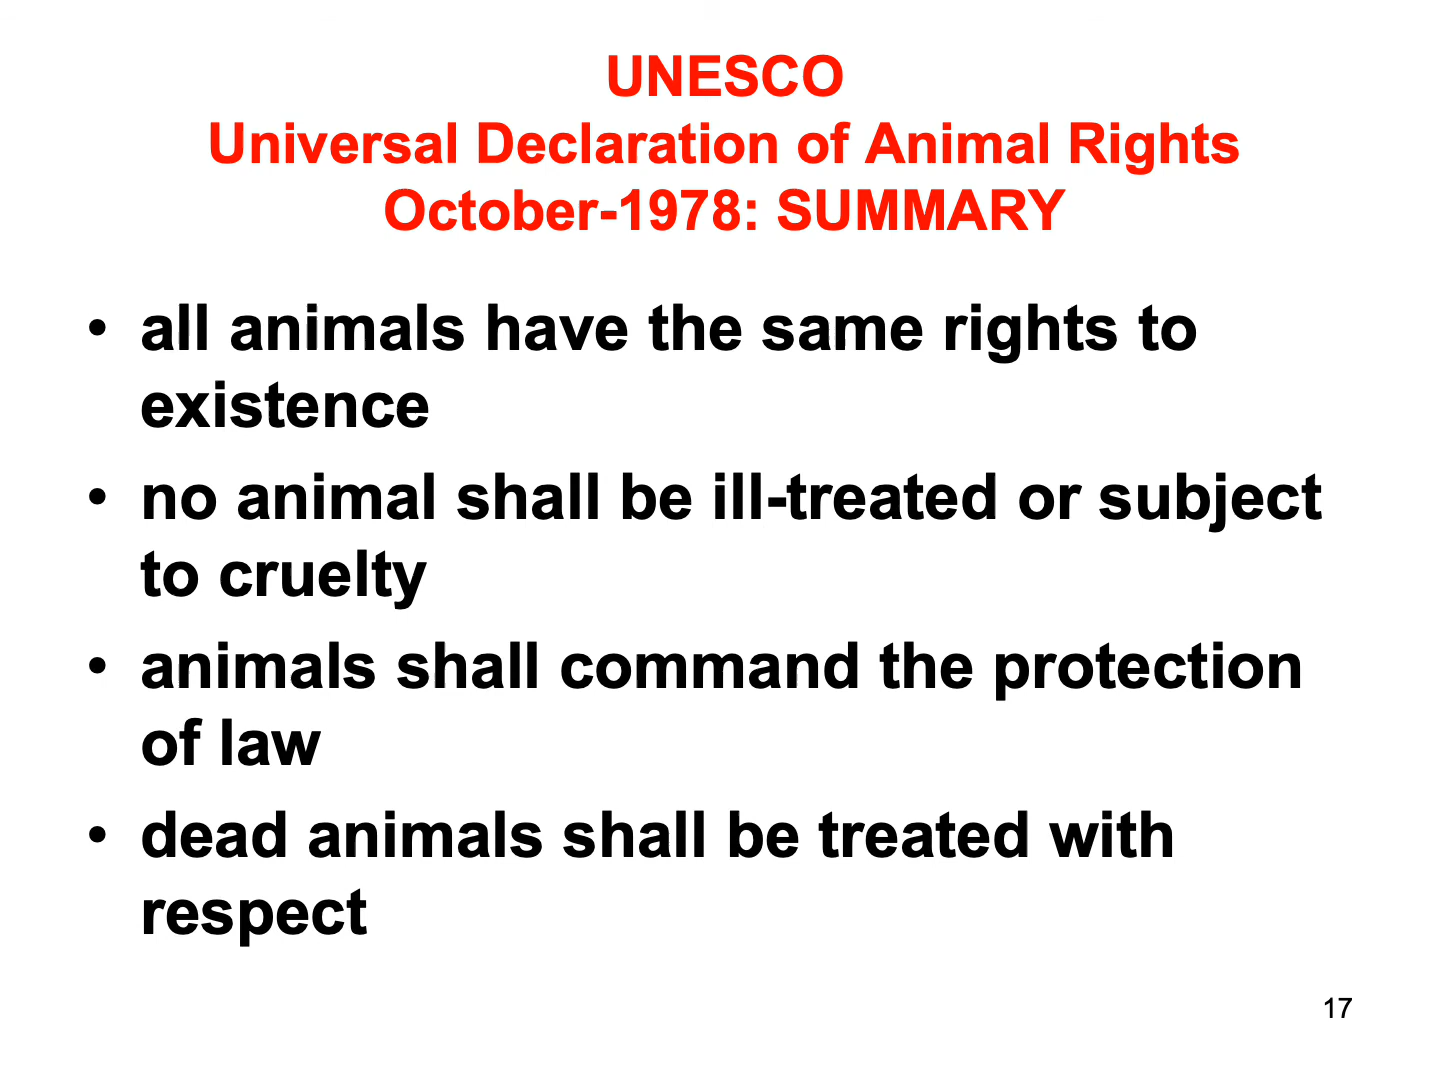 UNESCO
Universal Declaration of Animal Rights
October-1978: SUMMARY
• all animals have the same rights to
existence
• no animal shall be ill-treated or subject
to cruelty
• animals shall command the protection
of law
• dead animals shall be treated with
respect
17